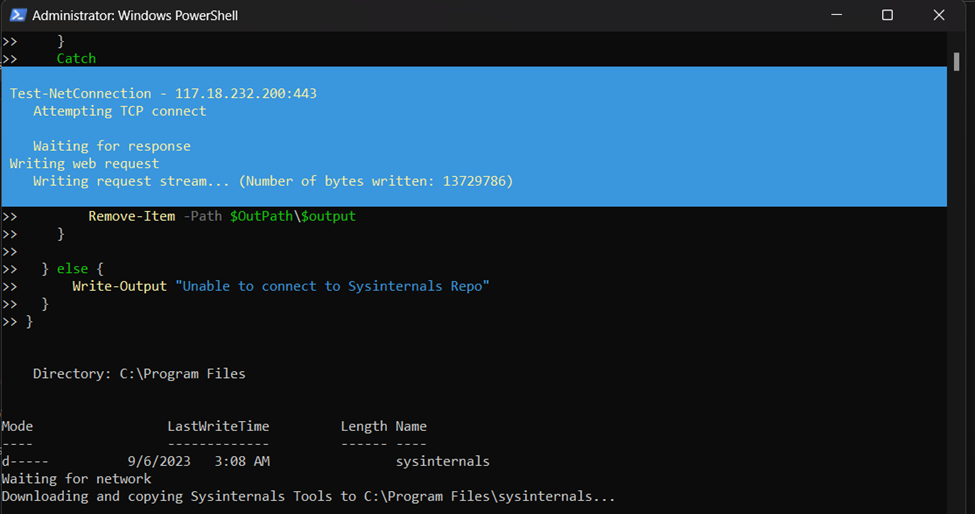 Administrator: Windows PowerShell
>> }
>> Catch
Test-NetConnection - 117.18.232.200:443
Attempting TCP connect
Waiting for response
Writing web request
Writing request stream... (Number of bytes written: 13729786)
>> Remove-Item -Path $OutPath\$output
>> }
>>
>> } else {
>> Write-Output "Unable to connect to Sysinternals Repo"
>> }
>> }
Directory: C:\Program Files
Mode LastWriteTime Length Name
---- ------------- ------ ----
d----- 9/6/2023 3:08 AM sysinternals
Waiting for network
Downloading and copying Sysinternals Tools to C:\Program Files\sysinternals...